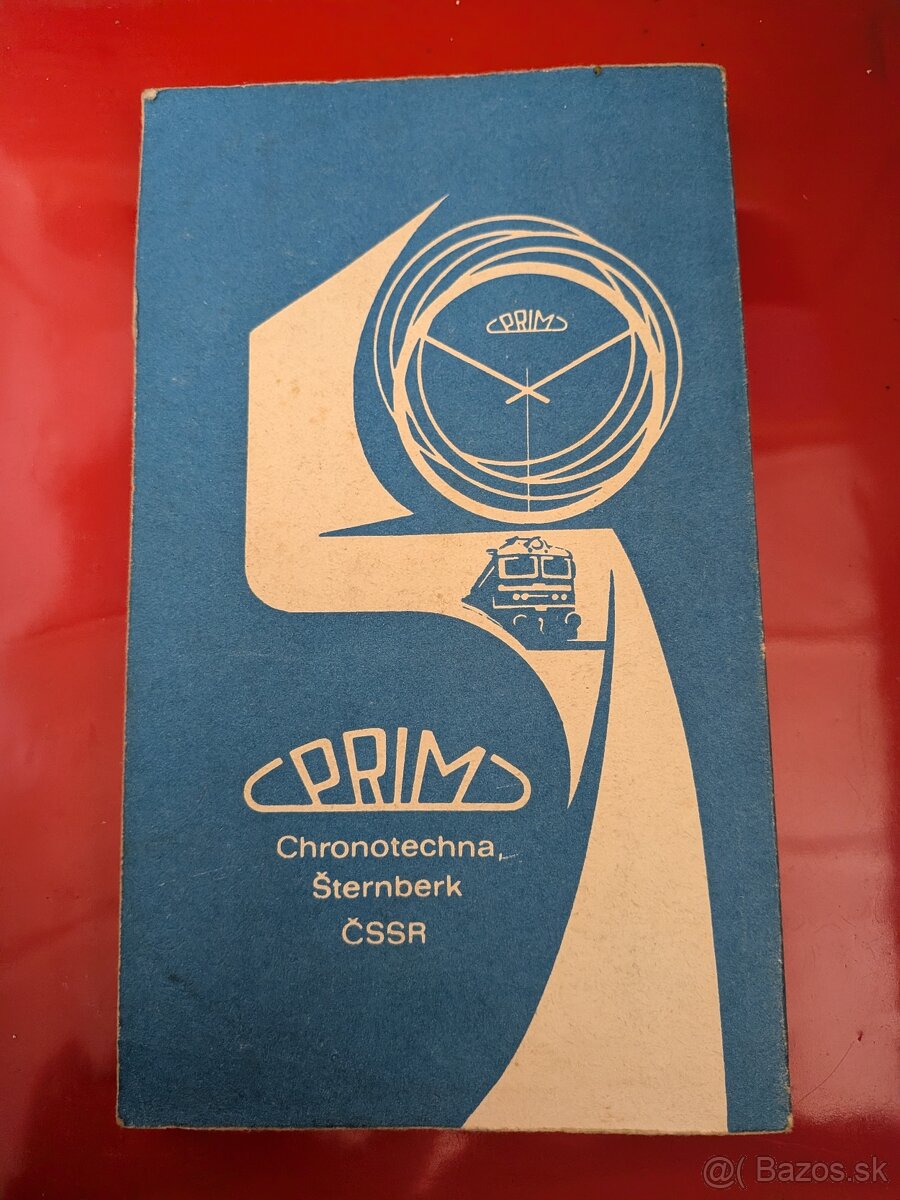 PRIM
PRIM
Chronotechna,
Šternberk
ČSSR
@( Bazos.sk